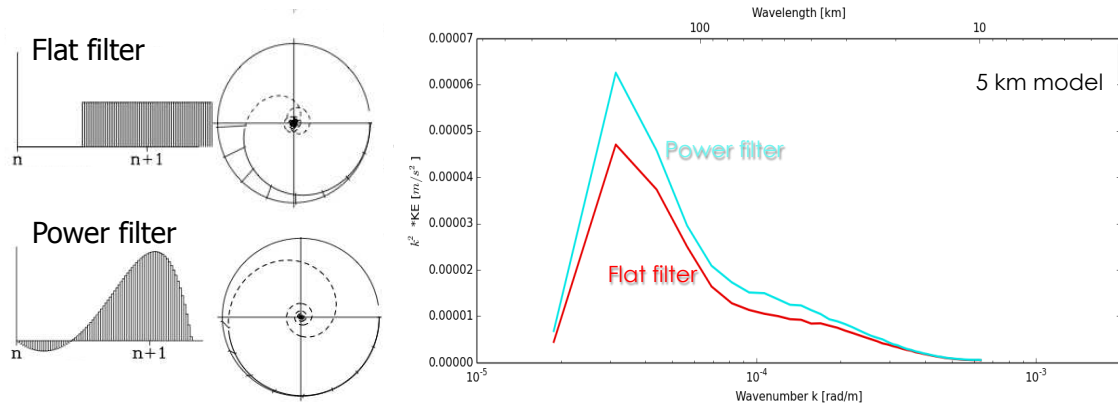 Flat filter
n
n+1
Power filter
n
n+1
Wavelength [km]
100
10
0.00007
0.00006
0.00005
0.00004
0.00003
0.00002
0.00001
0.00000
k² *KE [m/s²]
5 km model
Power filter
Flat filter
10⁻⁵
10⁻⁴
10⁻³
Wavenumber k [rad/m]